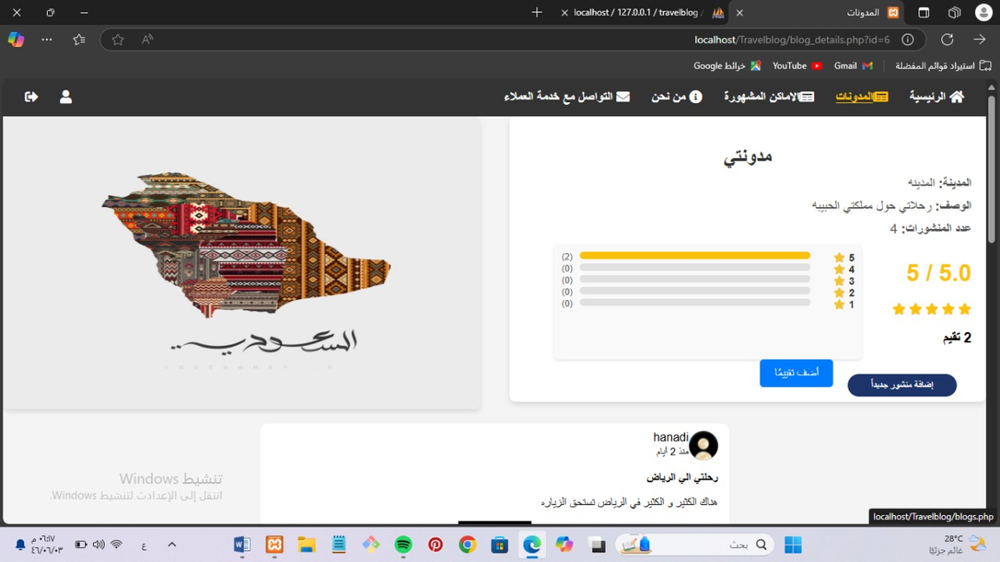 المدونات
localhost / 127.0.0.1 / travelblog
localhost/Travelblog/blog_details.php?id=6
استيراد قوائم المفضلة
Gmail
YouTube
خرائط Google
الرئيسية
المدونات
الاماكن المشهورة
من نحن
التواصل مع خدمة العملاء
مدونتي
المدينة: المدينه
الوصف: رحلاتي حول مملكتي الحبيبه
عدد المنشورات: 4
5 / 5.0
2 تقيم
5 (2)
4 (0)
3 (0)
2 (0)
1 (0)
أضف تقييمًا
إضافة منشور جديداً
السعودية..
hanadi
منذ 2 أيام
رحلتي الي الرياض
هناك الكثير و الكثير في الرياض تستحق الزياره
تنشيط Windows
انتقل إلى الإعدادت لتنشيط Windows.
localhost/Travelblog/blogs.php
28°C
غائم جزئيًا
بحث
ع
٠٦:١٧ م
٤٦/٠٦/٠٣